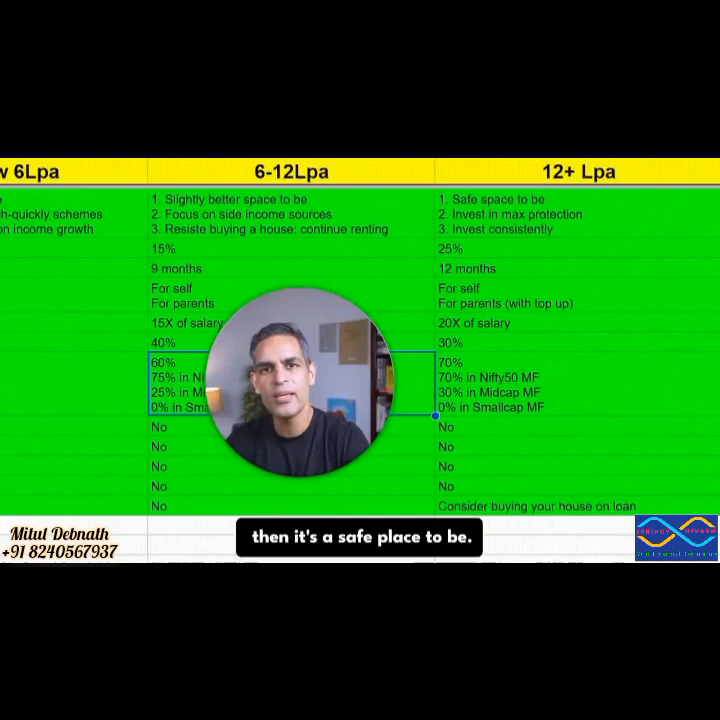 w 6Lpa
6-12Lpa
12+ Lpa
h-quickly schemes
on income growth
1. Slightly better space to be
2. Focus on side income sources
3. Resiste buying a house; continue renting
15%
9 months
For self
For parents
15X of salary
40%
60%
75% in Ni
25% in Mi
0% in Sma
No
No
No
No
No
1. Safe space to be
2. Invest in max protection
3. Invest consistently
25%
12 months
For self
For parents (with top up)
20X of salary
30%
70%
70% in Nifty50 MF
30% in Midcap MF
0% in Smallcap MF
No
No
No
No
Consider buying your house on loan
then it's a safe place to be.
Mitul Debnath
+91 8240567937